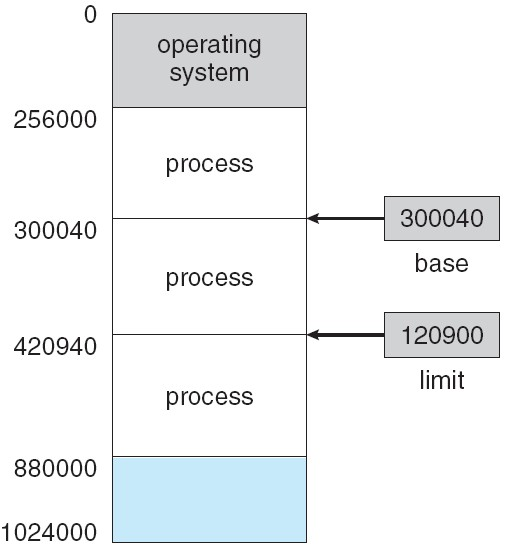 0
operating
system
256000
process
300040
300040
base
process
420940
120900
limit
process
880000
1024000